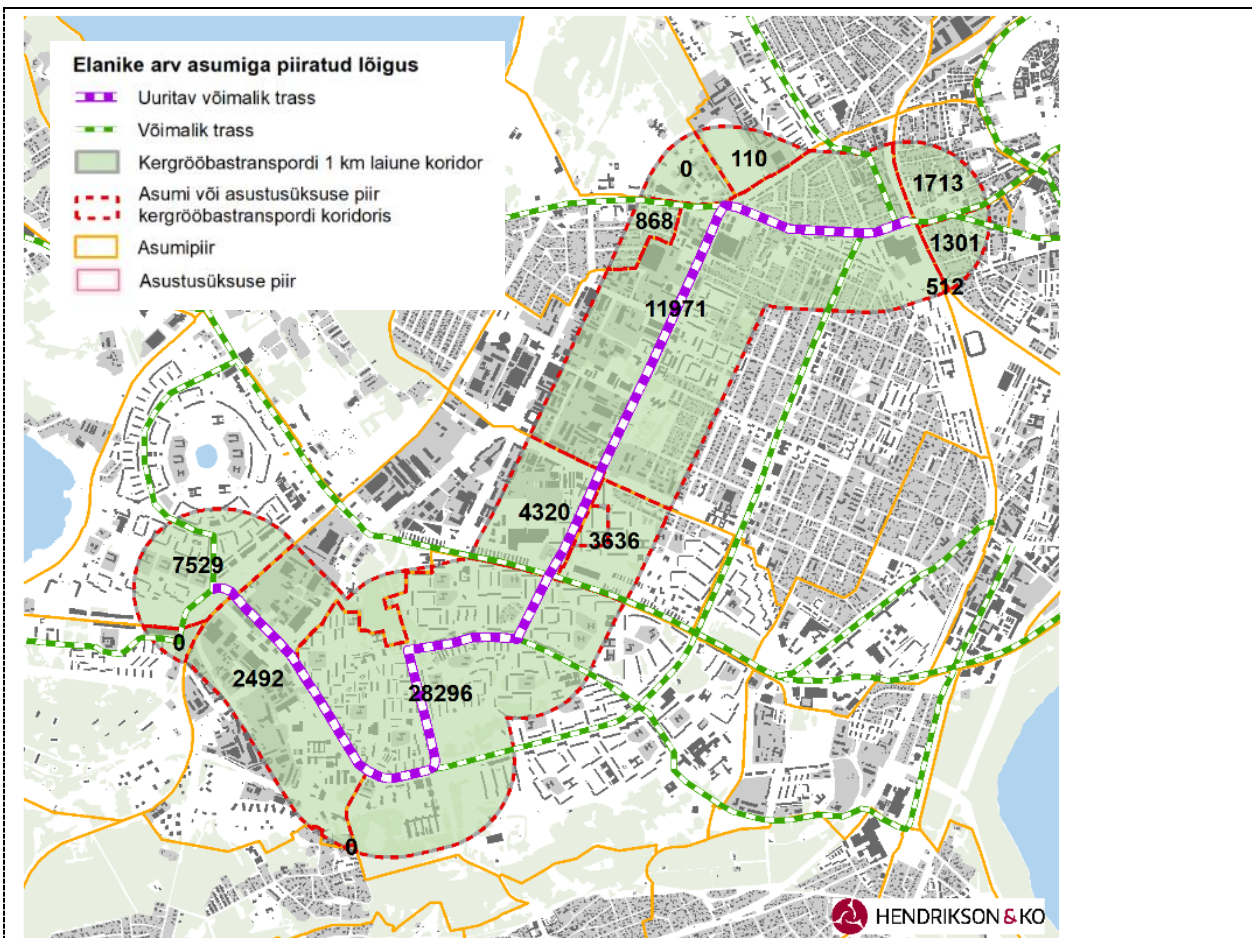 Elanike arv asumiga piiratud lõigus
Uuritav võimalik trass
Võimalik trass
Kergrööbastranspordi 1 km laiune koridor
Asumi või asustusüksuse piir
kergrööbastranspordi koridoris
Asumipiir
Asustusüksuse piir
0
110
1713
868
1301
512
11971
4320
3636
7529
0
2492
28296
0
HENDRIKSON & KO